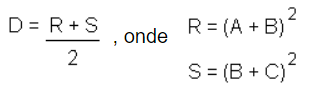 D = R + S / 2 , onde
R = (A + B)²
S = (B + C)²